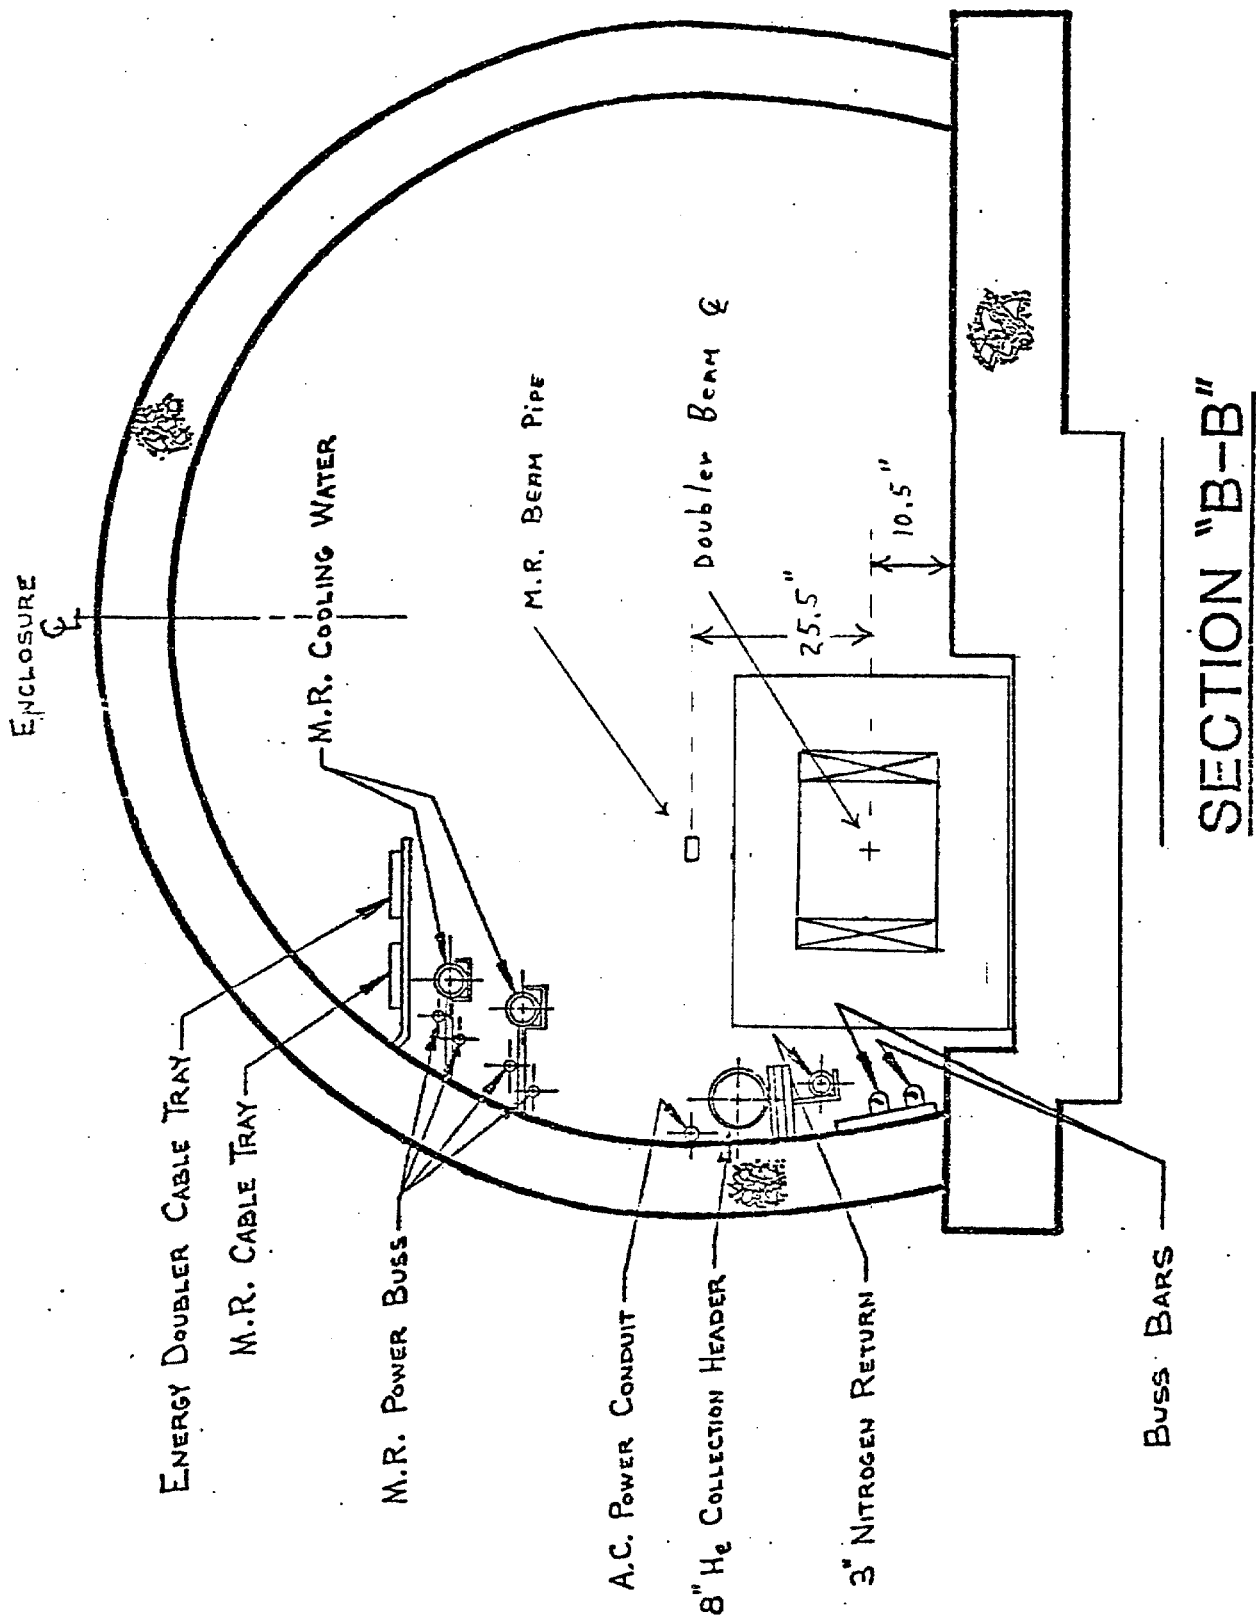 ENCLOSURE
℄
ENERGY DOUBLER CABLE TRAY
M.R. CABLE TRAY
M.R. COOLING WATER
M.R. POWER BUSS
M.R. BEAM PIPE
A.C. POWER CONDUIT
Doubler Beam ℄
8" He COLLECTION HEADER
25.5"
3" NITROGEN RETURN
10.5"
BUSS BARS
SECTION "B-B"